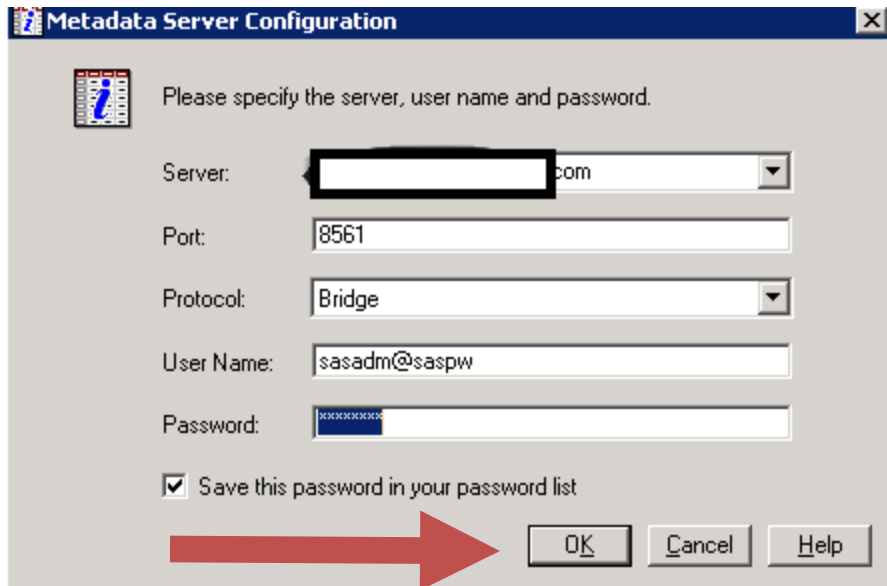 Metadata Server Configuration
Please specify the server, user name and password.
Server: com
Port: 8561
Protocol: Bridge
User Name: sasadm@saspw
Password: ********
Save this password in your password list
OK Cancel Help